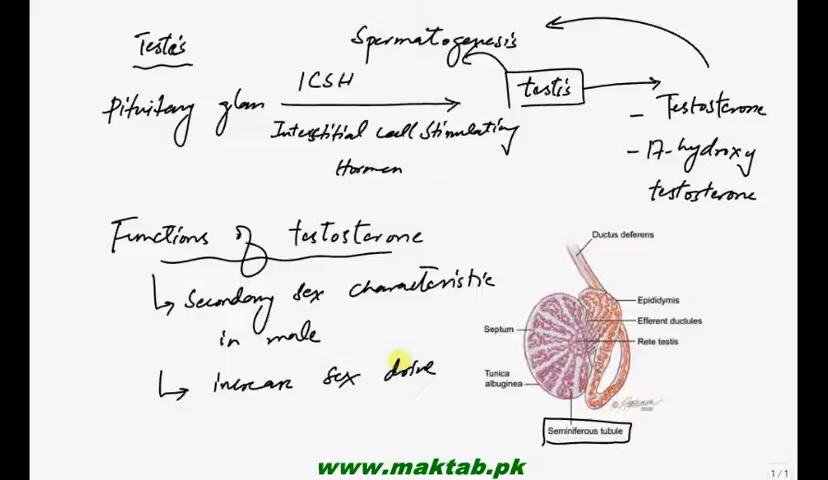 Testes
Spermatogenesis
ICSH
testis
Pituitary glan
Interstitial cell Stimulating
Hormon
- Testosterone
- 17-hydroxy
testosterone
Functions of testosterone
Secondary sex characteristic
in male
increase sex drive
Ductus deferens
Epididymis
Efferent ductules
Rete testis
Septum
Tunica
albuginea
Seminiferous tubule
www.maktab.pk
1/1